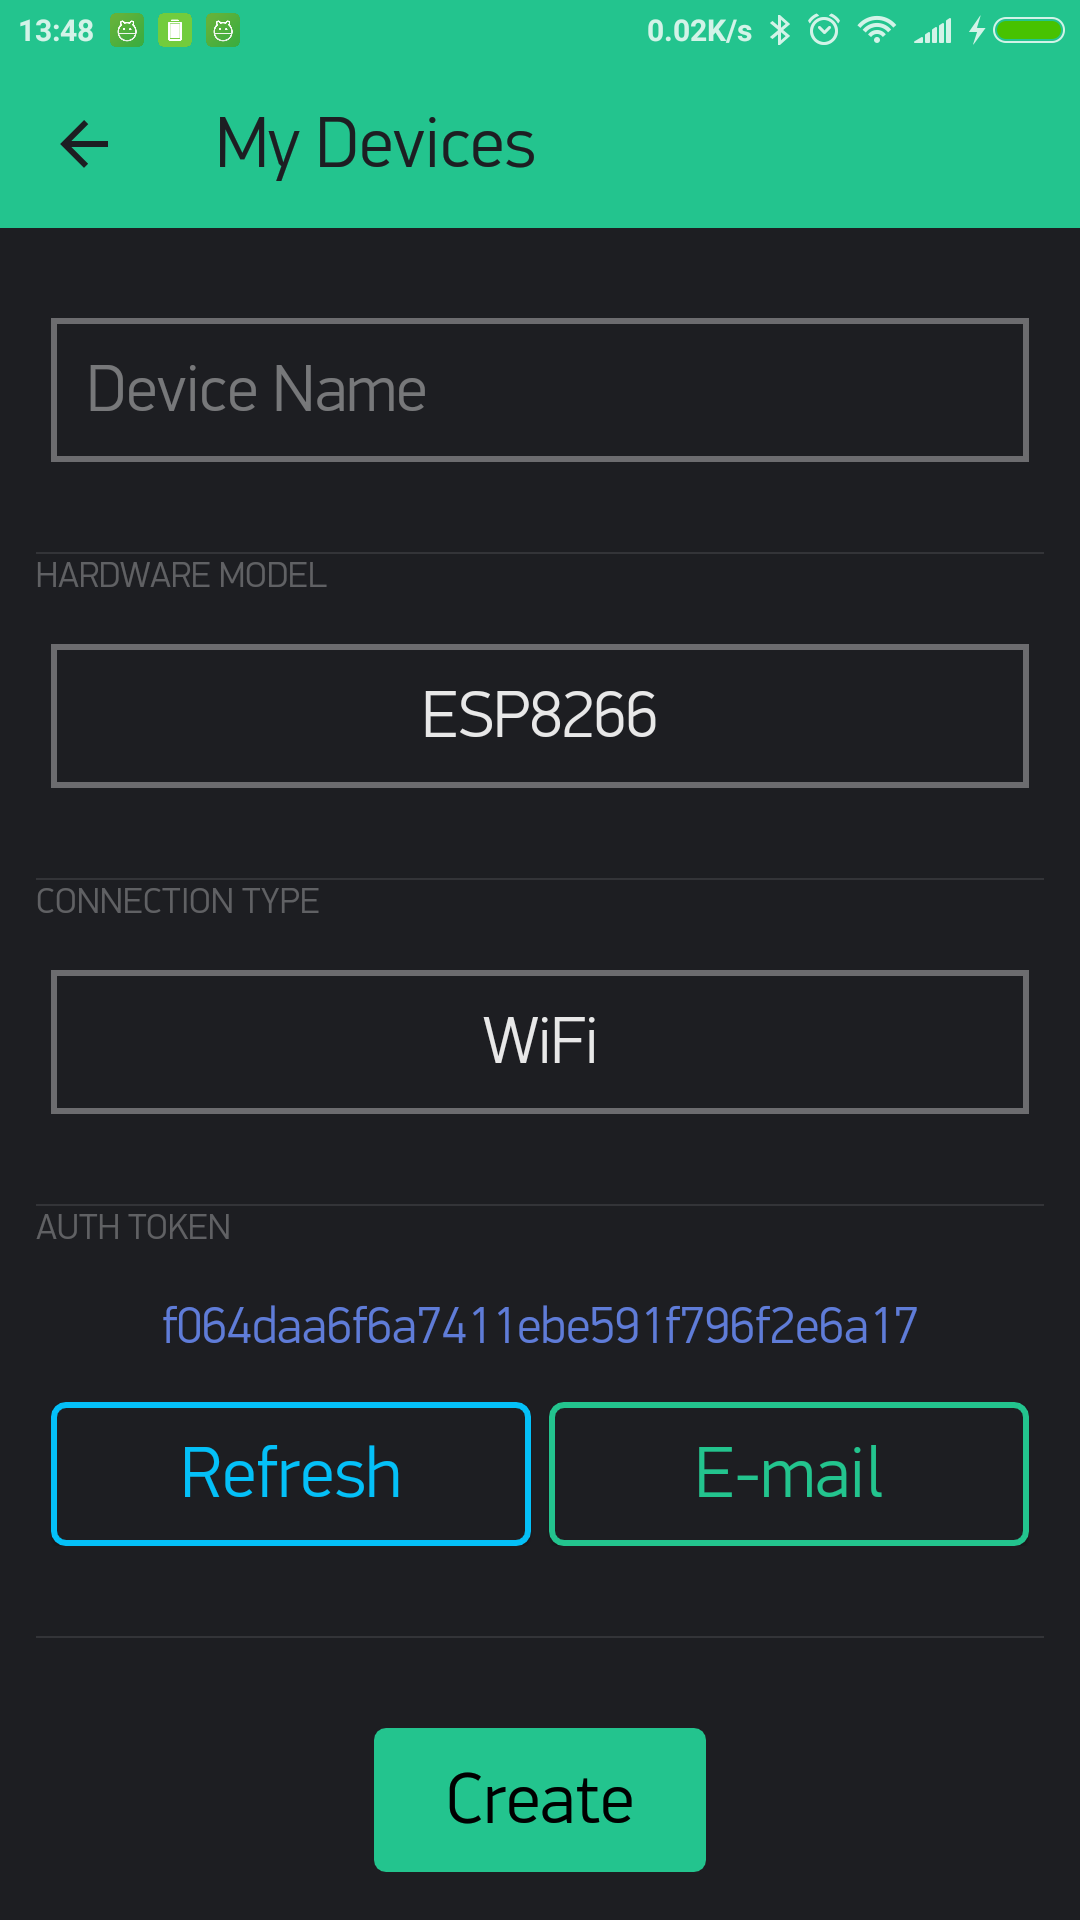 13:48 0.02K/s
My Devices
Device Name
HARDWARE MODEL
ESP8266
CONNECTION TYPE
WiFi
AUTH TOKEN
f064daa6f6a7411ebe591f796f2e6a17
Refresh E-mail
Create